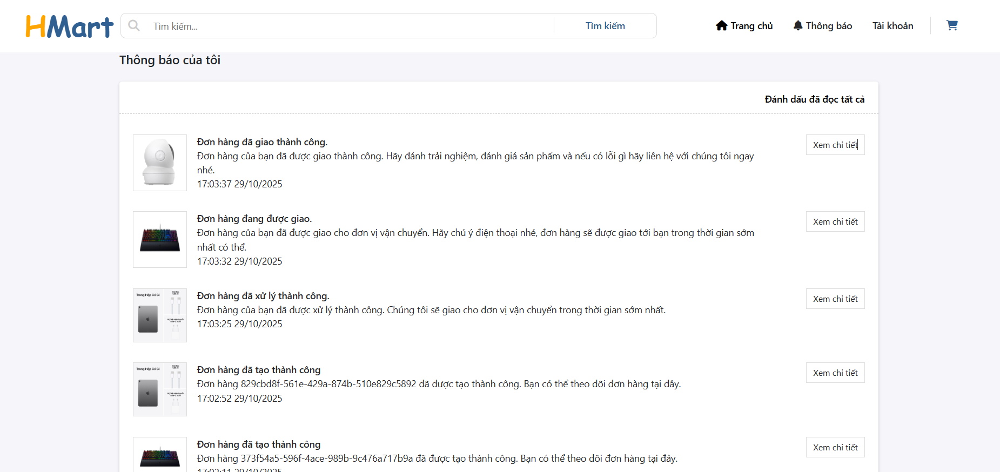 HMart
Tìm kiếm...
Tìm kiếm
Trang chủ
Thông báo
Tài khoản
Thông báo của tôi
Đánh dấu đã đọc tất cả
Đơn hàng đã giao thành công.
Xem chi tiết
Đơn hàng của bạn đã được giao thành công. Hãy đánh trải nghiệm, đánh giá sản phẩm và nếu có lỗi gì hãy liên hệ với chúng tôi ngay
nhé.
17:03:37 29/10/2025
Đơn hàng đang được giao.
Xem chi tiết
Đơn hàng của bạn đã được giao cho đơn vị vận chuyển. Hãy chú ý điện thoại nhé, đơn hàng sẽ được giao tới bạn trong thời gian sớm
nhất có thể.
17:03:32 29/10/2025
Trong Hộp Có Gì
Đơn hàng đã xử lý thành công.
Xem chi tiết
Đơn hàng của bạn đã được xử lý thành công. Chúng tôi sẽ giao cho đơn vị vận chuyển trong thời gian sớm nhất.
17:03:25 29/10/2025
Trong Hộp Có Gì
Đơn hàng đã tạo thành công
Xem chi tiết
Đơn hàng 829cbd8f-561e-429a-874b-510e829c5892 đã được tạo thành công. Bạn có thể theo dõi đơn hàng tại đây.
17:02:52 29/10/2025
Đơn hàng đã tạo thành công
Xem chi tiết
Đơn hàng 373f54a5-596f-4ace-989b-9c476a717b9a đã được tạo thành công. Bạn có thể theo dõi đơn hàng tại đây.
17:02:11 29/10/2025